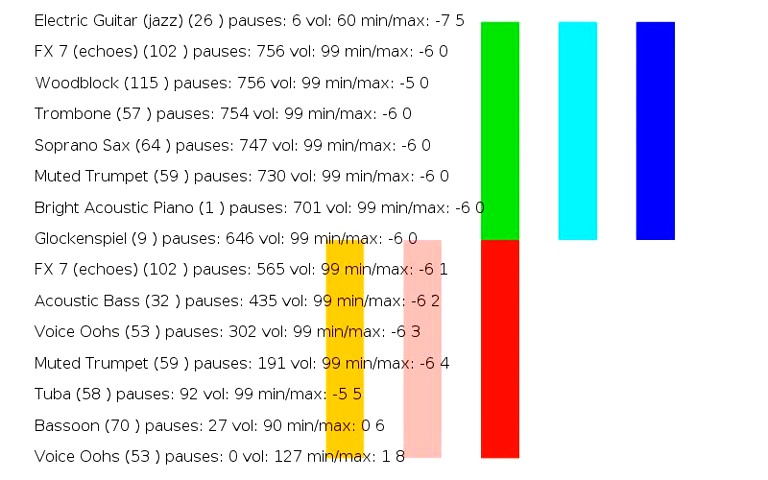 Electric Guitar (jazz) (26 ) pauses: 6 vol: 60 min/max: -7 5
FX 7 (echoes) (102 ) pauses: 756 vol: 99 min/max: -6 0
Woodblock (115 ) pauses: 756 vol: 99 min/max: -5 0
Trombone (57 ) pauses: 754 vol: 99 min/max: -6 0
Soprano Sax (64 ) pauses: 747 vol: 99 min/max: -6 0
Muted Trumpet (59 ) pauses: 730 vol: 99 min/max: -6 0
Bright Acoustic Piano (1 ) pauses: 701 vol: 99 min/max: -6 0
Glockenspiel (9 ) pauses: 646 vol: 99 min/max: -6 0
FX 7 (echoes) (102 ) pauses: 565 vol: 99 min/max: -6 1
Acoustic Bass (32 ) pauses: 435 vol: 99 min/max: -6 2
Voice Oohs (53 ) pauses: 302 vol: 99 min/max: -6 3
Muted Trumpet (59 ) pauses: 191 vol: 99 min/max: -6 4
Tuba (58 ) pauses: 92 vol: 99 min/max: -5 5
Bassoon (70 ) pauses: 27 vol: 90 min/max: 0 6
Voice Oohs (53 ) pauses: 0 vol: 127 min/max: 1 8